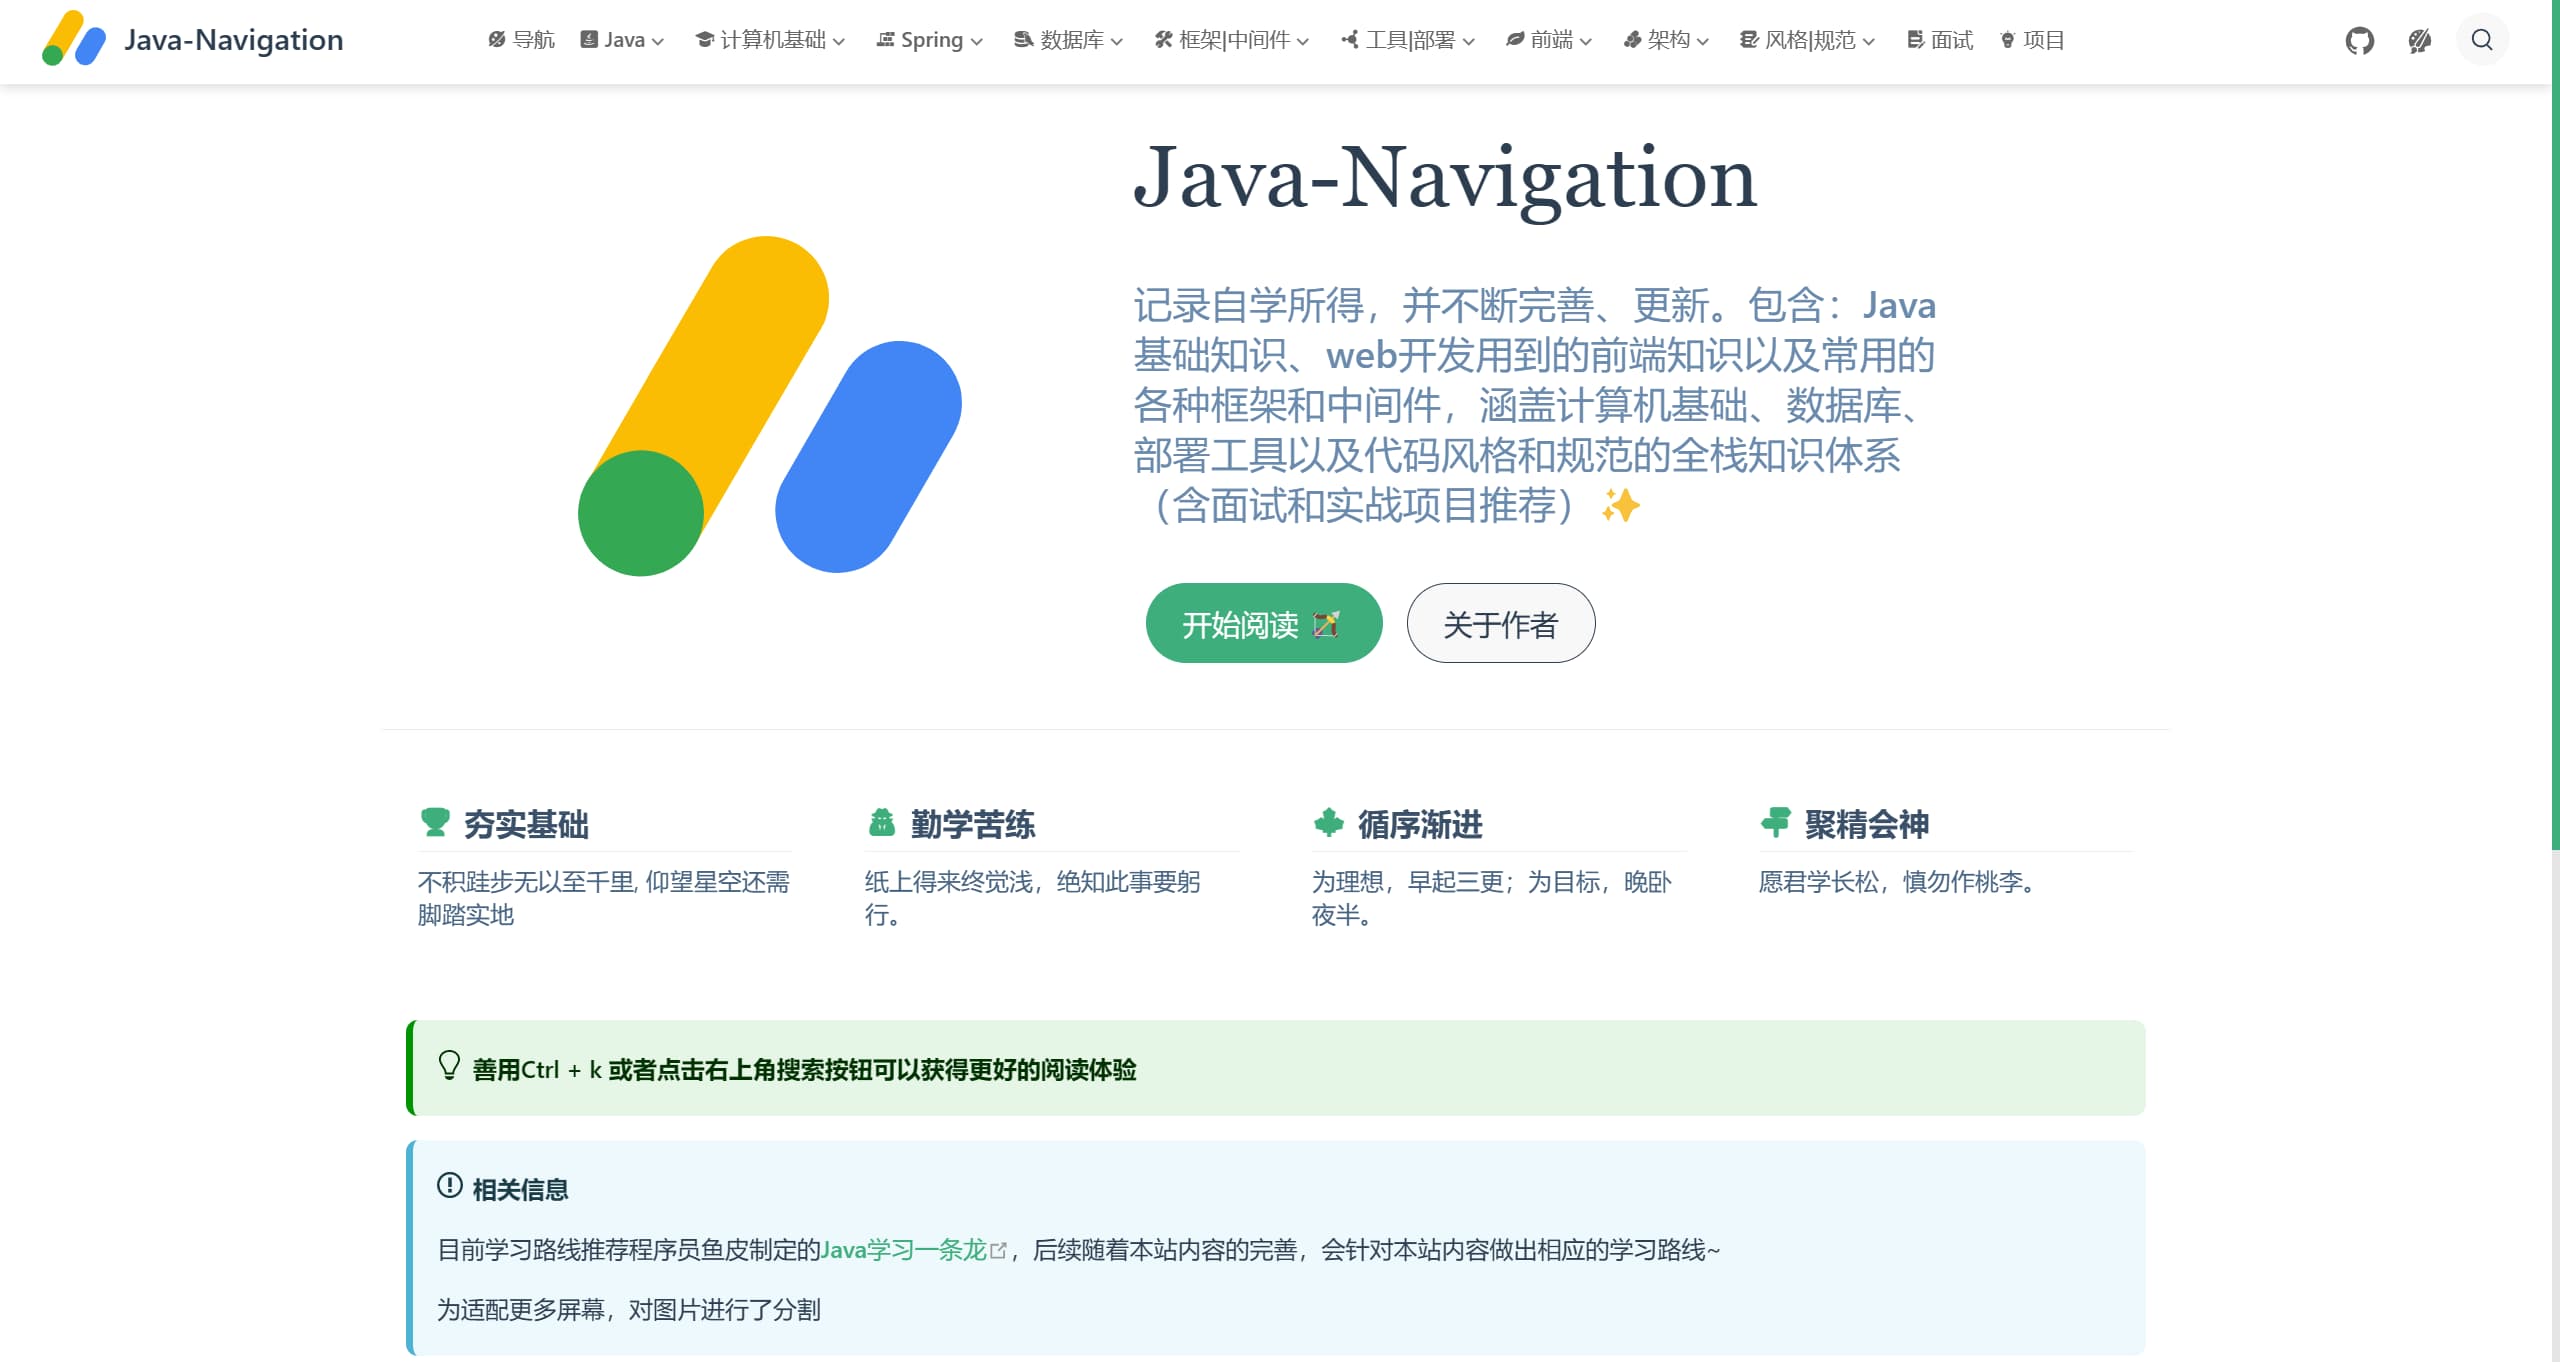 Java-Navigation
导航 Java 计算机基础 Spring 数据库 框架|中间件 工具|部署 前端 架构 风格|规范 面试 项目
Java-Navigation
记录自学所得，并不断完善、更新。包含：Java
基础知识、web开发用到的前端知识以及常用的
各种框架和中间件，涵盖计算机基础、数据库、
部署工具以及代码风格和规范的全栈知识体系
（含面试和实战项目推荐）✨
开始阅读 🏹
关于作者
夯实基础
不积跬步无以至千里, 仰望星空还需
脚踏实地
勤学苦练
纸上得来终觉浅，绝知此事要躬
行。
循序渐进
为理想，早起三更；为目标，晚卧
夜半。
聚精会神
愿君学长松，慎勿作桃李。
善用Ctrl + k 或者点击右上角搜索按钮可以获得更好的阅读体验
相关信息
目前学习路线推荐程序员鱼皮制定的Java学习一条龙，后续随着本站内容的完善，会针对本站内容做出相应的学习路线~
为适配更多屏幕，对图片进行了分割